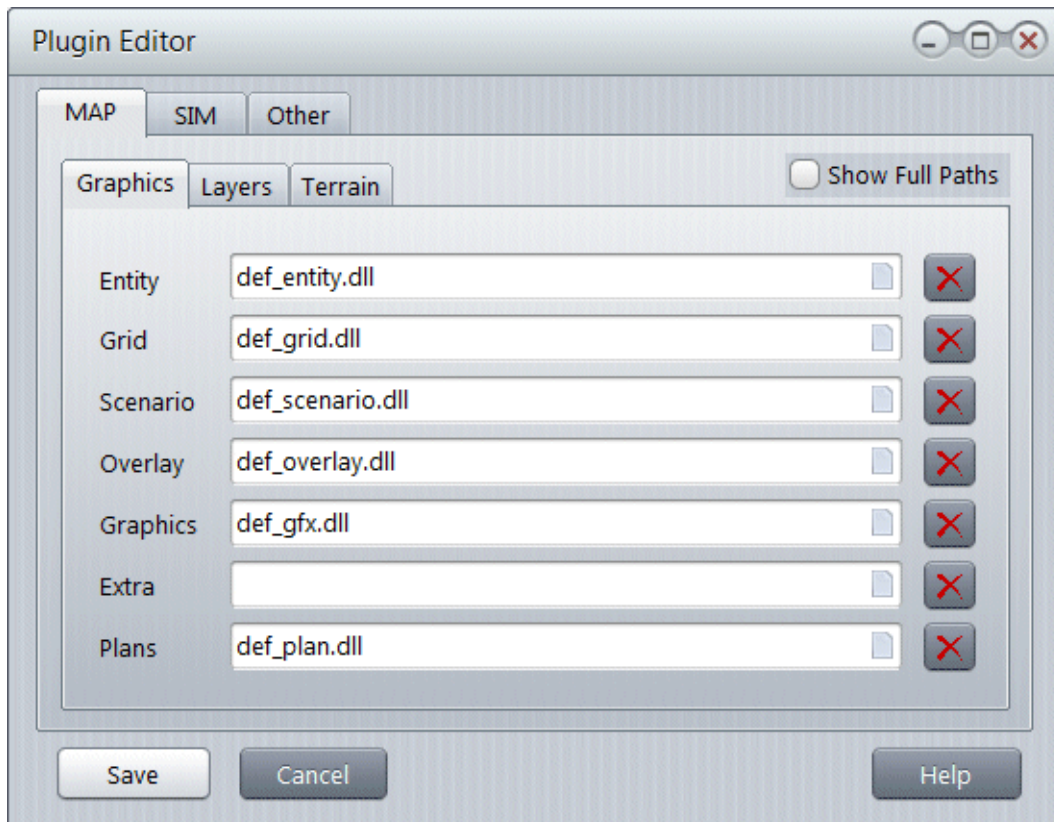 Plugin Editor
MAP SIM Other
Graphics Layers Terrain Show Full Paths
Entity def_entity.dll
Grid def_grid.dll
Scenario def_scenario.dll
Overlay def_overlay.dll
Graphics def_gfx.dll
Extra
Plans def_plan.dll
Save Cancel Help